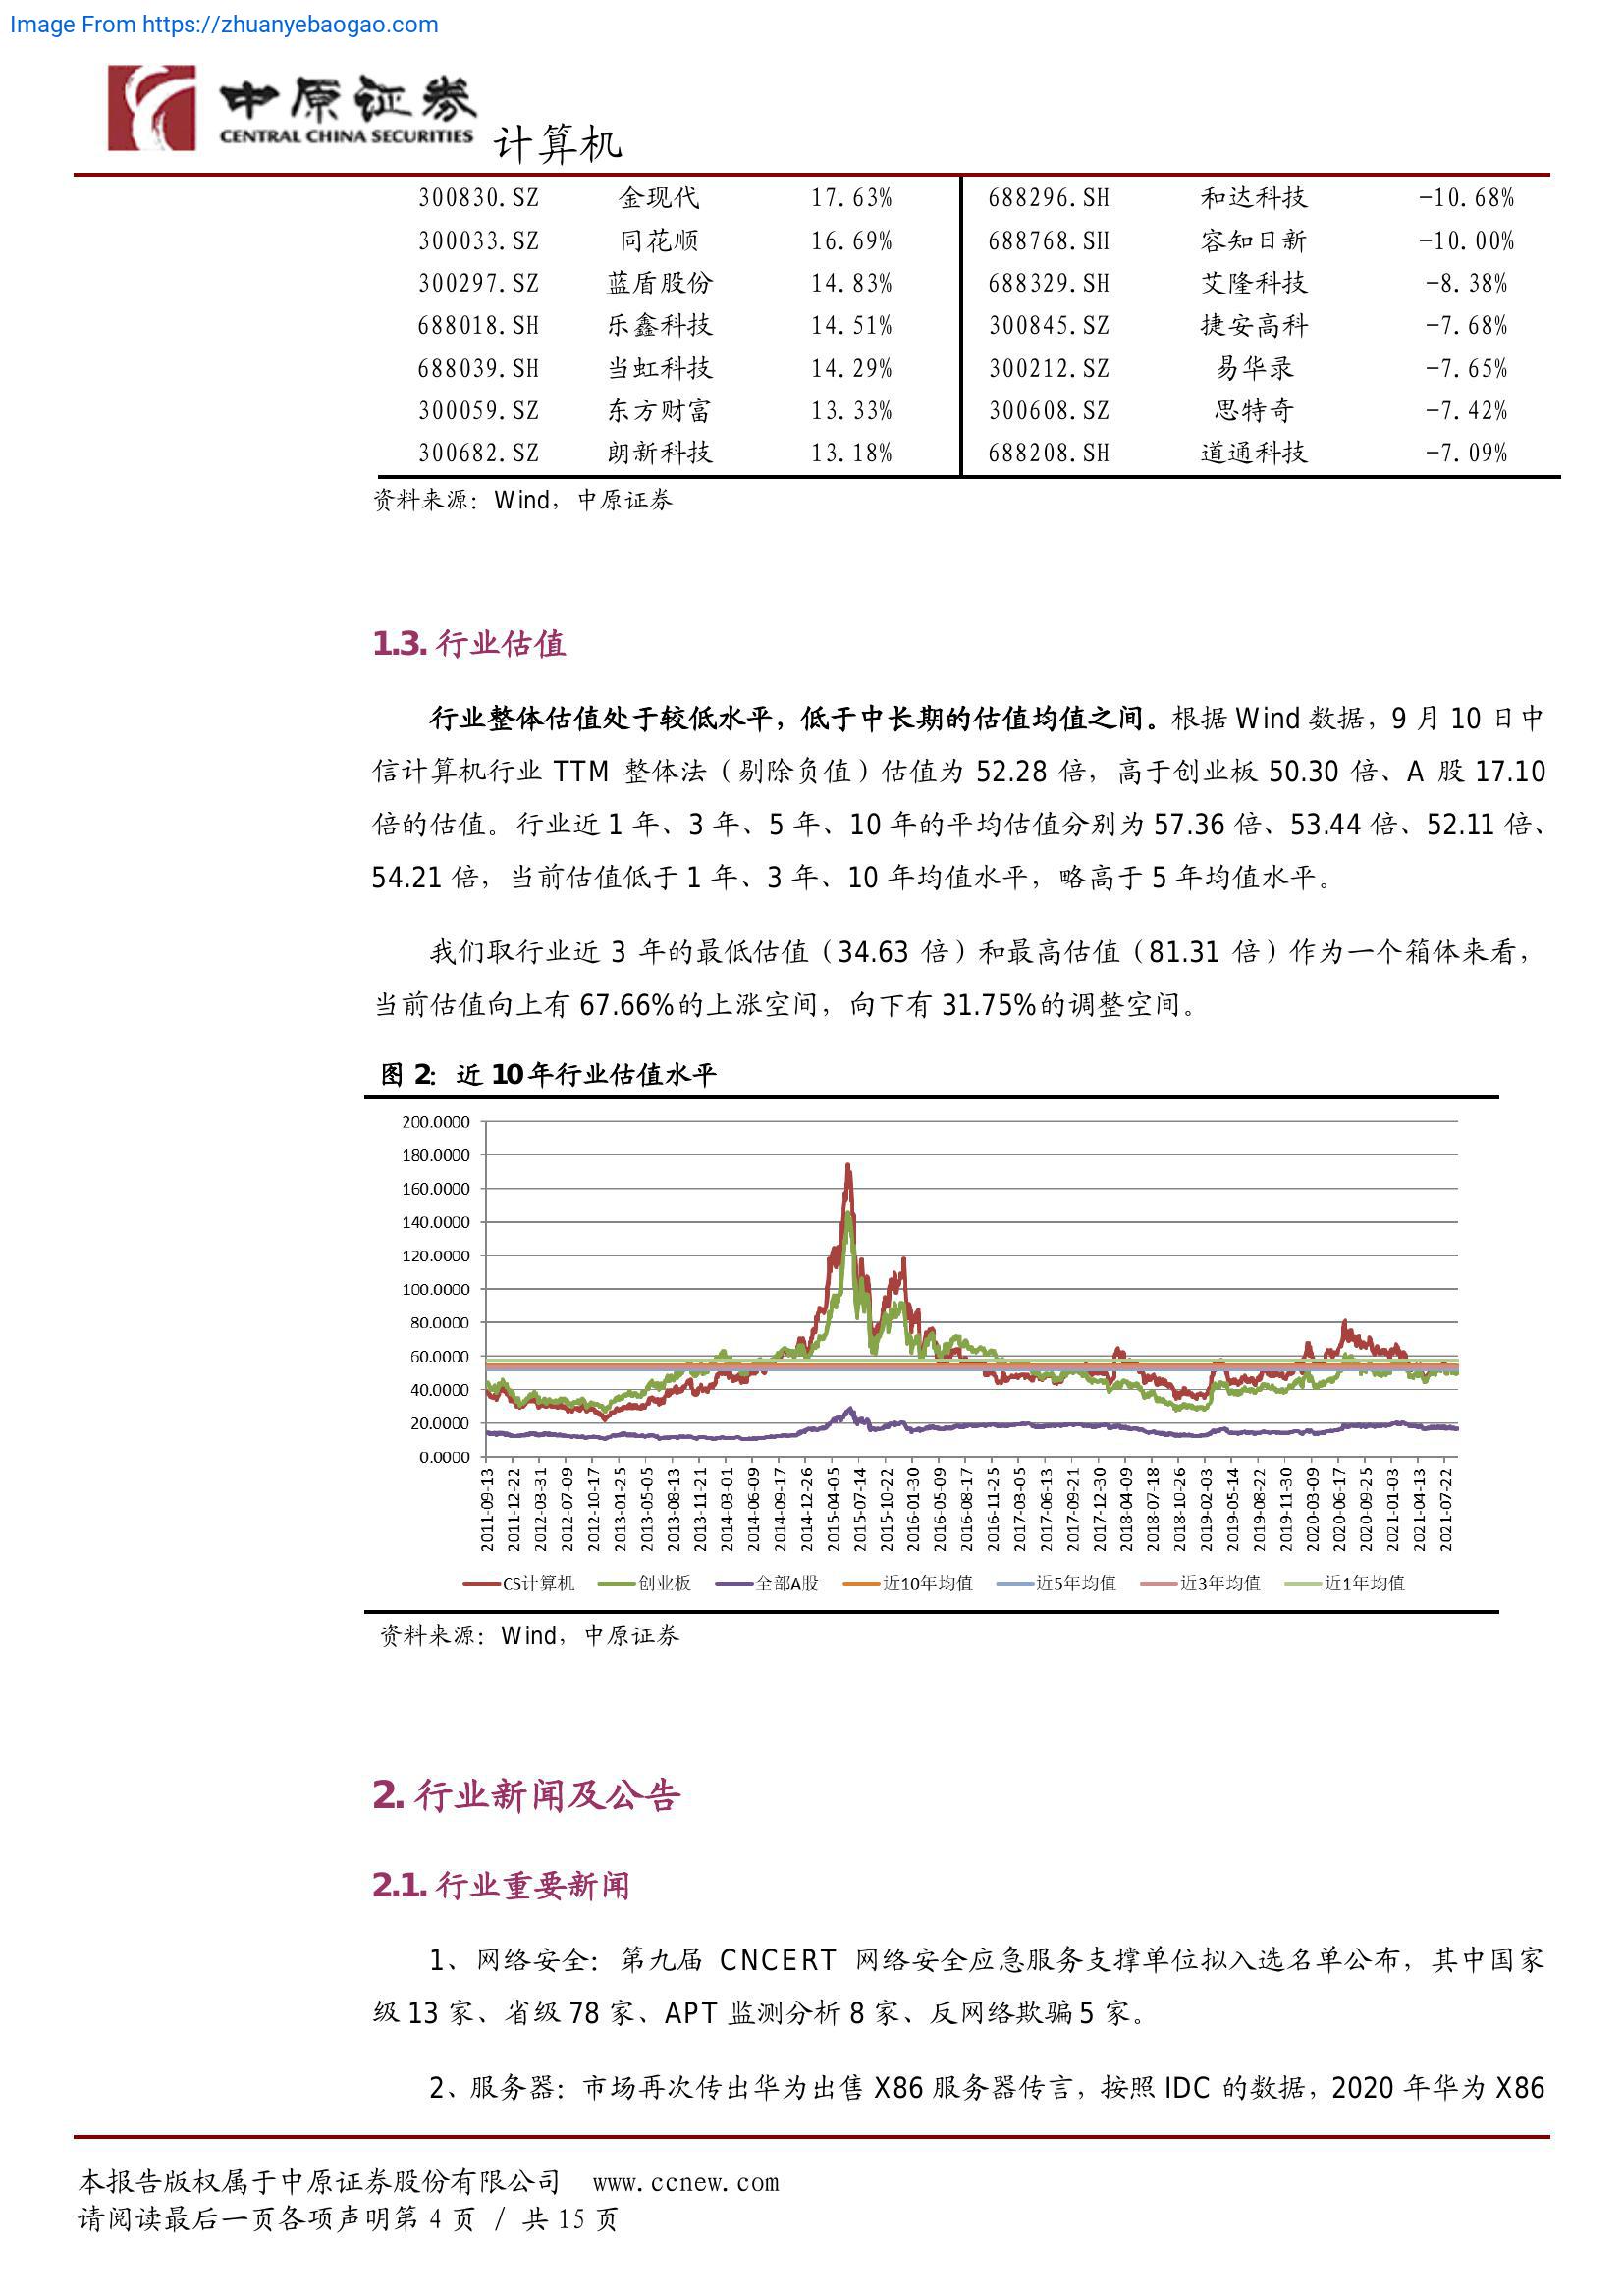 Image From https://zhuanyebaogao.com
中原证券
CENTRAL CHINA SECURITIES
计算机
300830.SZ 金现代 17.63% 688296.SH 和达科技 -10.68%
300033.SZ 同花顺 16.69% 688768.SH 容知日新 -10.00%
300297.SZ 蓝盾股份 14.83% 688329.SH 艾隆科技 -8.38%
688018.SH 乐鑫科技 14.51% 300845.SZ 捷安高科 -7.68%
688039.SH 当虹科技 14.29% 300212.SZ 易华录 -7.65%
300059.SZ 东方财富 13.33% 300608.SZ 思特奇 -7.42%
300682.SZ 朗新科技 13.18% 688208.SH 道通科技 -7.09%
资料来源：Wind，中原证券
1.3. 行业估值
行业整体估值处于较低水平，低于中长期的估值均值之间。根据 Wind 数据，9 月 10 日中
信计算机行业 TTM 整体法（剔除负值）估值为 52.28 倍，高于创业板 50.30 倍、A 股 17.10
倍的估值。行业近 1 年、3 年、5 年、10 年的平均估值分别为 57.36 倍、53.44 倍、52.11 倍、
54.21 倍，当前估值低于 1 年、3 年、10 年均值水平，略高于 5 年均值水平。
我们取行业近 3 年的最低估值（34.63 倍）和最高估值（81.31 倍）作为一个箱体来看，
当前估值向上有 67.66%的上涨空间，向下有 31.75%的调整空间。
图 2：近 10 年行业估值水平
200.0000
180.0000
160.0000
140.0000
120.0000
100.0000
80.0000
60.0000
40.0000
20.0000
0.0000
2011-09-13 2011-12-22 2012-03-31 2012-07-09 2012-10-17 2013-01-25 2013-05-05 2013-08-13 2013-11-21 2014-03-01 2014-06-09 2014-09-17 2014-12-26 2015-04-05 2015-07-14 2015-10-22 2016-01-30 2016-05-09 2016-08-17 2016-11-25 2017-03-05 2017-06-13 2017-09-21 2017-12-30 2018-04-09 2018-07-18 2018-10-26 2019-02-03 2019-05-14 2019-08-22 2019-11-30 2020-03-09 2020-06-17 2020-09-25 2021-01-03 2021-04-13 2021-07-22
CS计算机 创业板 全部A股 近10年均值 近5年均值 近3年均值 近1年均值
资料来源：Wind，中原证券
2. 行业新闻及公告
2.1. 行业重要新闻
1、网络安全：第九届 CNCERT 网络安全应急服务支撑单位拟入选名单公布，其中国家
级 13 家、省级 78 家、APT 监测分析 8 家、反网络欺骗 5 家。
2、服务器：市场再次传出华为出售 X86 服务器传言，按照 IDC 的数据，2020 年华为 X86
本报告版权属于中原证券股份有限公司 www.ccnew.com
请阅读最后一页各项声明第 4 页 / 共 15 页